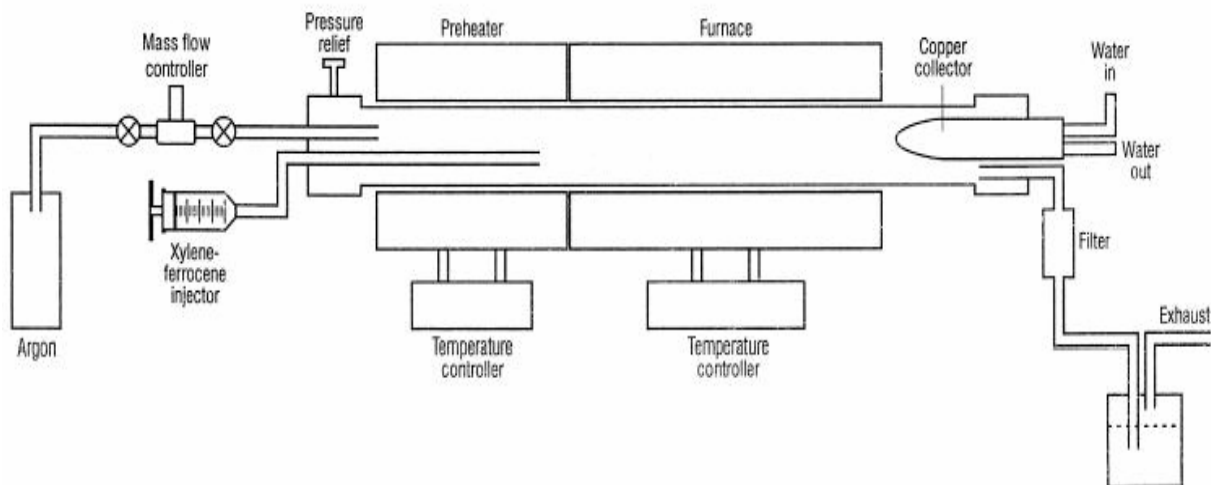 Pressure
relief
Preheater
Furnace
Mass flow
controller
Copper
collector
Water
in
Water
out
Xylene-
ferrocene
injector
Filter
Argon
Temperature
controller
Temperature
controller
Exhaust